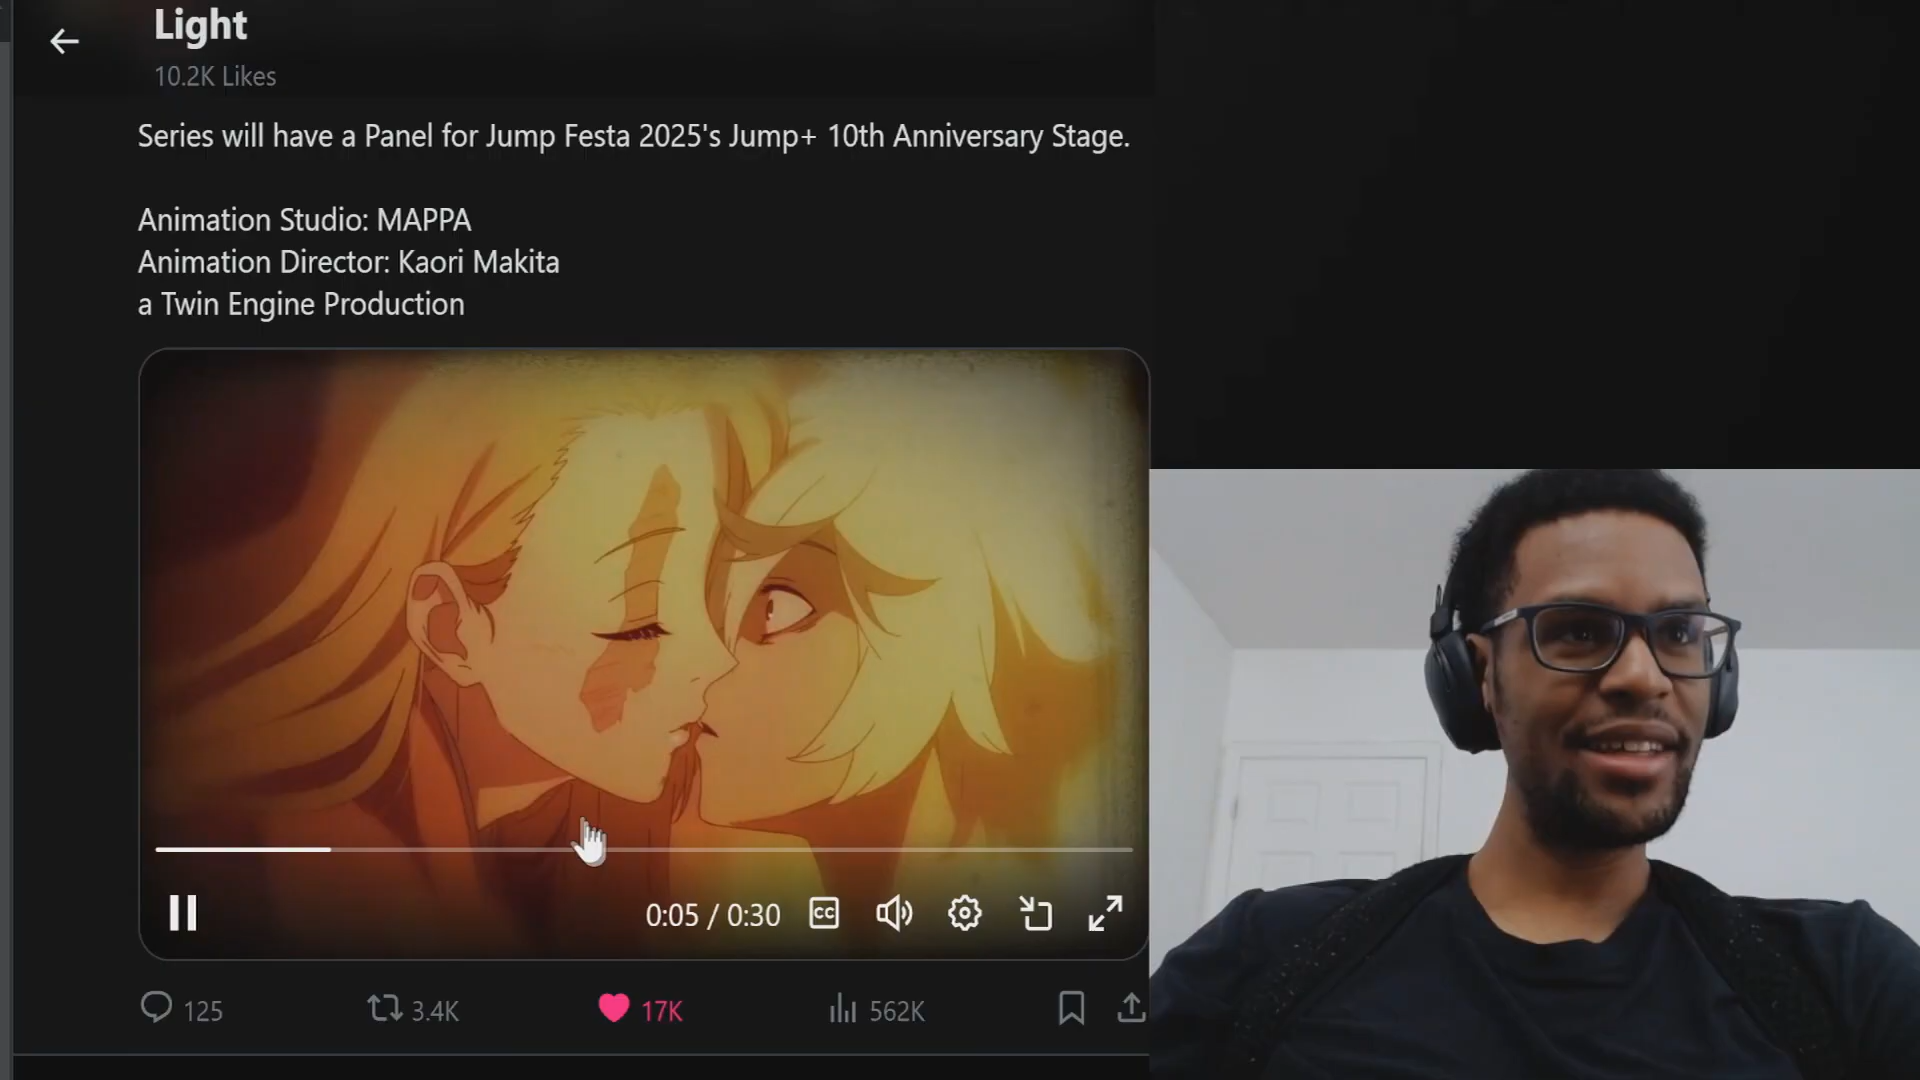 Light
10.2K Likes
Series will have a Panel for Jump Festa 2025's Jump+ 10th Anniversary Stage.
Animation Studio: MAPPA
Animation Director: Kaori Makita
a Twin Engine Production
0:05 / 0:30
CC
125
3.4K
17K
562K